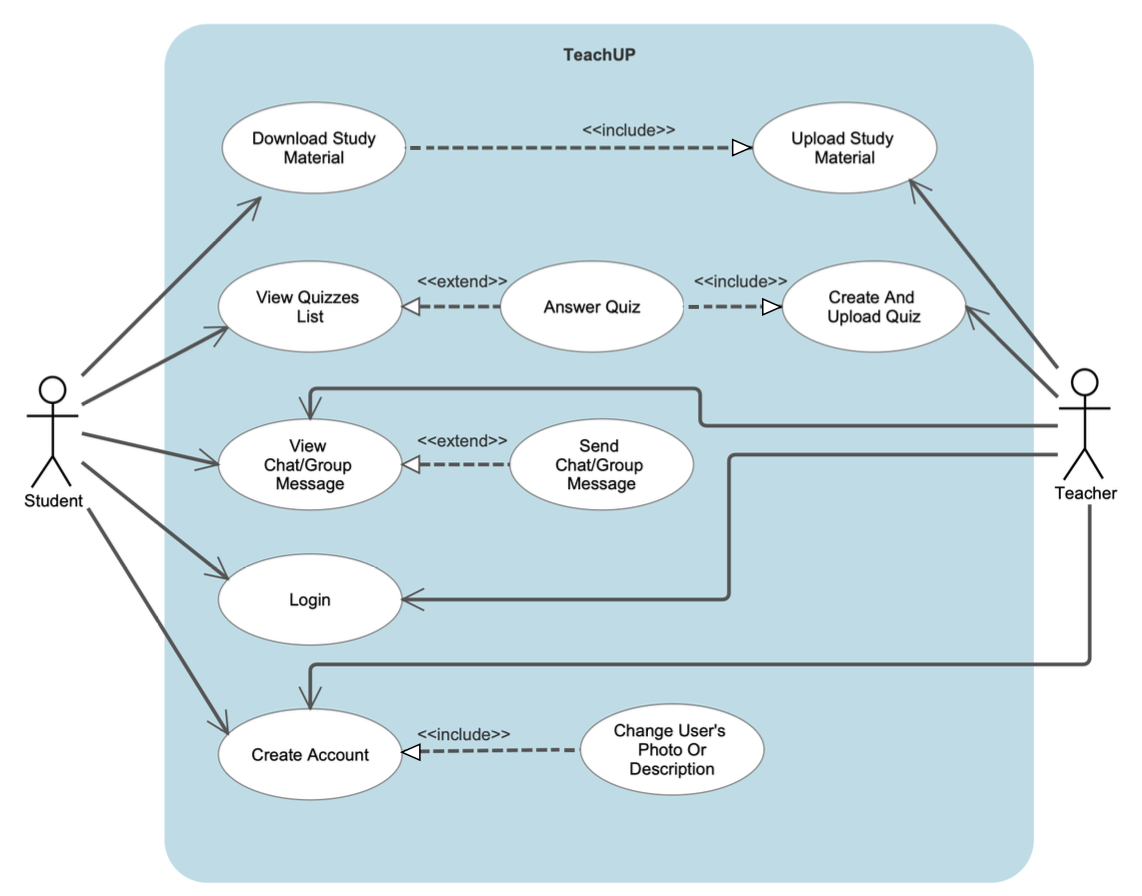 TeachUP
Download Study
Material
<<include>>
Upload Study
Material
View Quizzes
List
<<extend>>
Answer Quiz
<<include>>
Create And
Upload Quiz
View
Chat/Group
Message
<<extend>>
Send
Chat/Group
Message
Student
Teacher
Login
Create Account
<<include>>
Change User's
Photo Or
Description